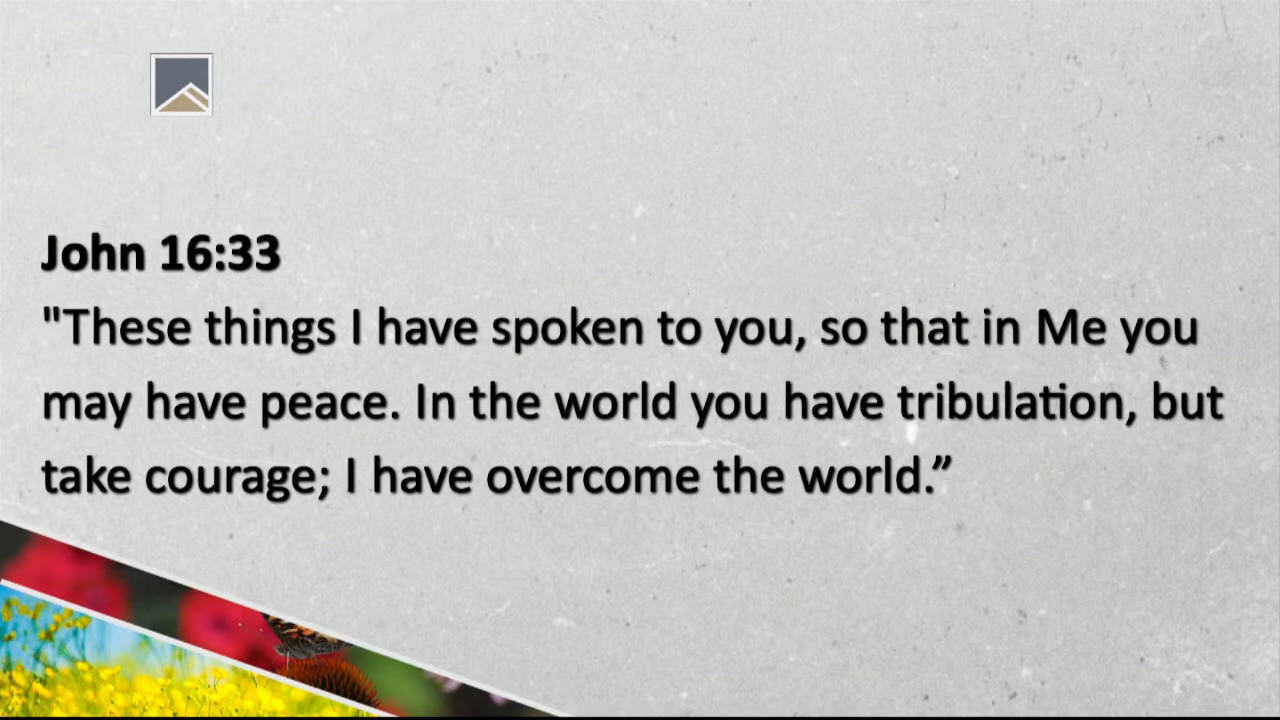 John 16:33
"These things I have spoken to you, so that in Me you
may have peace. In the world you have tribulation, but
take courage; I have overcome the world.”